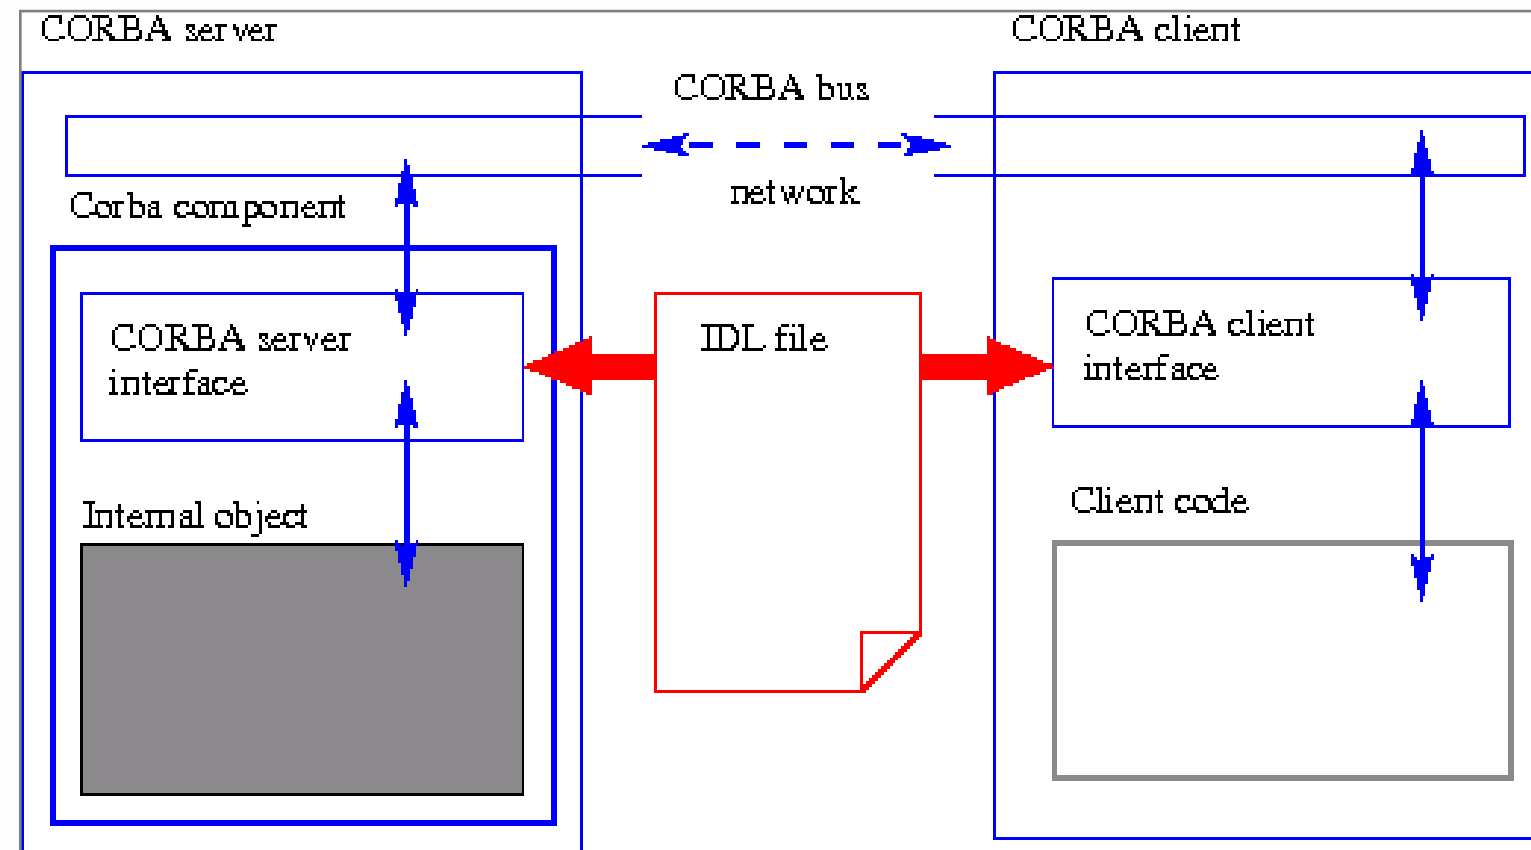 CORBA server
CORBA client
CORBA bus
network
Corba component
CORBA server
interface
IDL file
CORBA client
interface
Internal object
Client code